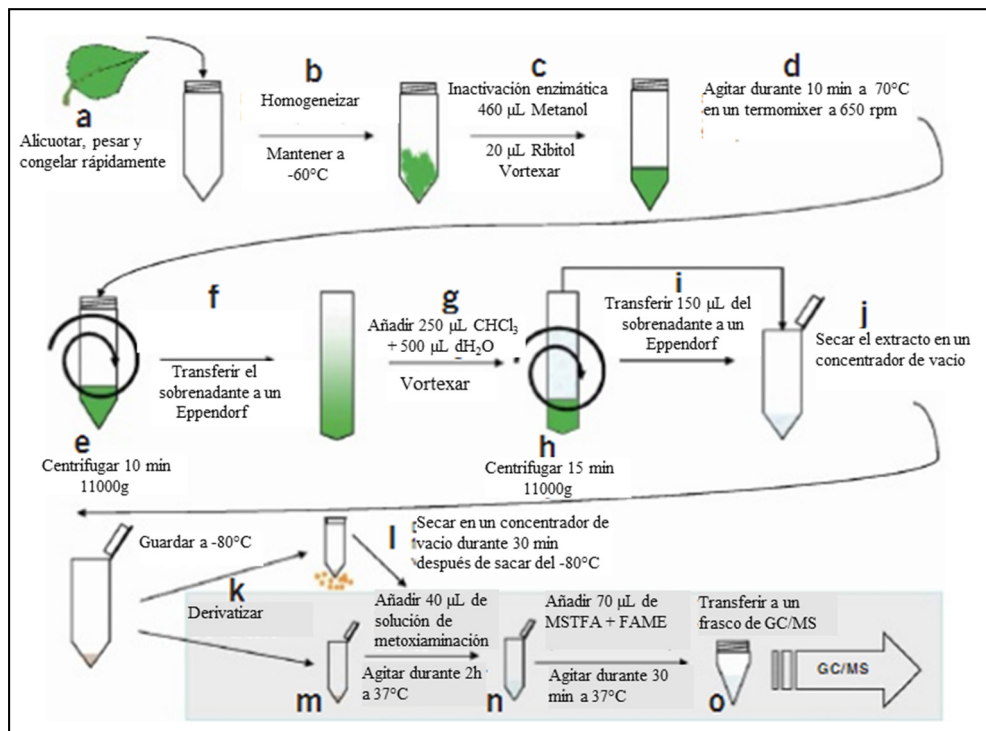 a
Alicuotar, pesar y
congelar rápidamente
b
Homogeneizar
Mantener a
-60°C
c
Inactivación enzimática
460 µL Metanol
20 µL Ribitol
Vortexar
d
Agitar durante 10 min a 70°C
en un termomixer a 650 rpm
e
Centrifugar 10 min
11000g
f
Transferir el
sobrenadante a un
Eppendorf
g
Añadir 250 µL CHCl₃
+ 500 µL dH₂O
Vortexar
h
Centrifugar 15 min
11000g
i
Transferir 150 µL del
sobrenadante a un
Eppendorf
j
Secar el extracto en un
concentrador de vacio
Guardar a -80°C
k
Derivatizar
l
Secar en un concentrador de
vacio durante 30 min
después de sacar del -80°C
m
Añadir 40 µL de
solución de
metoxiaminación
Agitar durante 2h
a 37°C
n
Añadir 70 µL de
MSTFA + FAME
Agitar durante 30
min a 37°C
Transferir a un
frasco de GC/MS
o
GC/MS